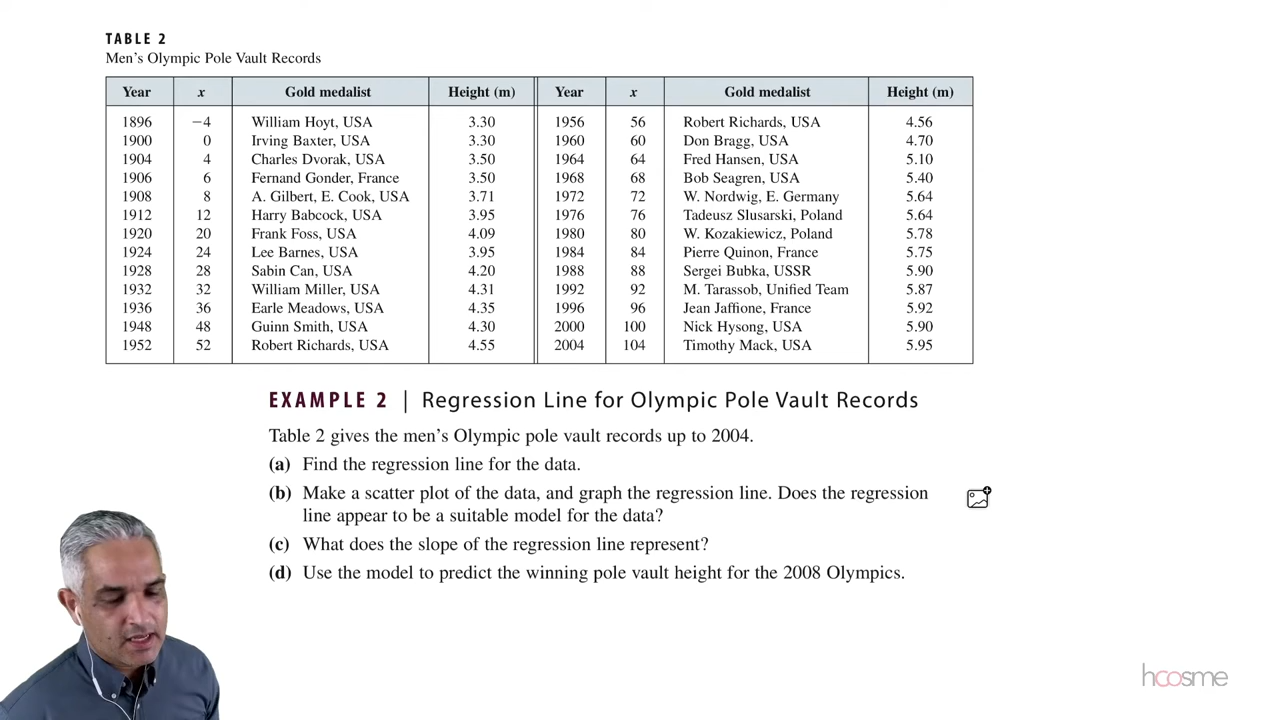 TABLE 2
Men's Olympic Pole Vault Records
Year x Gold medalist Height (m) Year x Gold medalist Height (m)
1896 −4 William Hoyt, USA 3.30 1956 56 Robert Richards, USA 4.56
1900 0 Irving Baxter, USA 3.30 1960 60 Don Bragg, USA 4.70
1904 4 Charles Dvorak, USA 3.50 1964 64 Fred Hansen, USA 5.10
1906 6 Fernand Gonder, France 3.50 1968 68 Bob Seagren, USA 5.40
1908 8 A. Gilbert, E. Cook, USA 3.71 1972 72 W. Nordwig, E. Germany 5.64
1912 12 Harry Babcock, USA 3.95 1976 76 Tadeusz Slusarski, Poland 5.64
1920 20 Frank Foss, USA 4.09 1980 80 W. Kozakiewicz, Poland 5.78
1924 24 Lee Barnes, USA 3.95 1984 84 Pierre Quinon, France 5.75
1928 28 Sabin Can, USA 4.20 1988 88 Sergei Bubka, USSR 5.90
1932 32 William Miller, USA 4.31 1992 92 M. Tarassob, Unified Team 5.87
1936 36 Earle Meadows, USA 4.35 1996 96 Jean Jaffione, France 5.92
1948 48 Guinn Smith, USA 4.30 2000 100 Nick Hysong, USA 5.90
1952 52 Robert Richards, USA 4.55 2004 104 Timothy Mack, USA 5.95
EXAMPLE 2 | Regression Line for Olympic Pole Vault Records
Table 2 gives the men's Olympic pole vault records up to 2004.
(a) Find the regression line for the data.
(b) Make a scatter plot of the data, and graph the regression line. Does the regression
line appear to be a suitable model for the data?
(c) What does the slope of the regression line represent?
(d) Use the model to predict the winning pole vault height for the 2008 Olympics.
hcosme